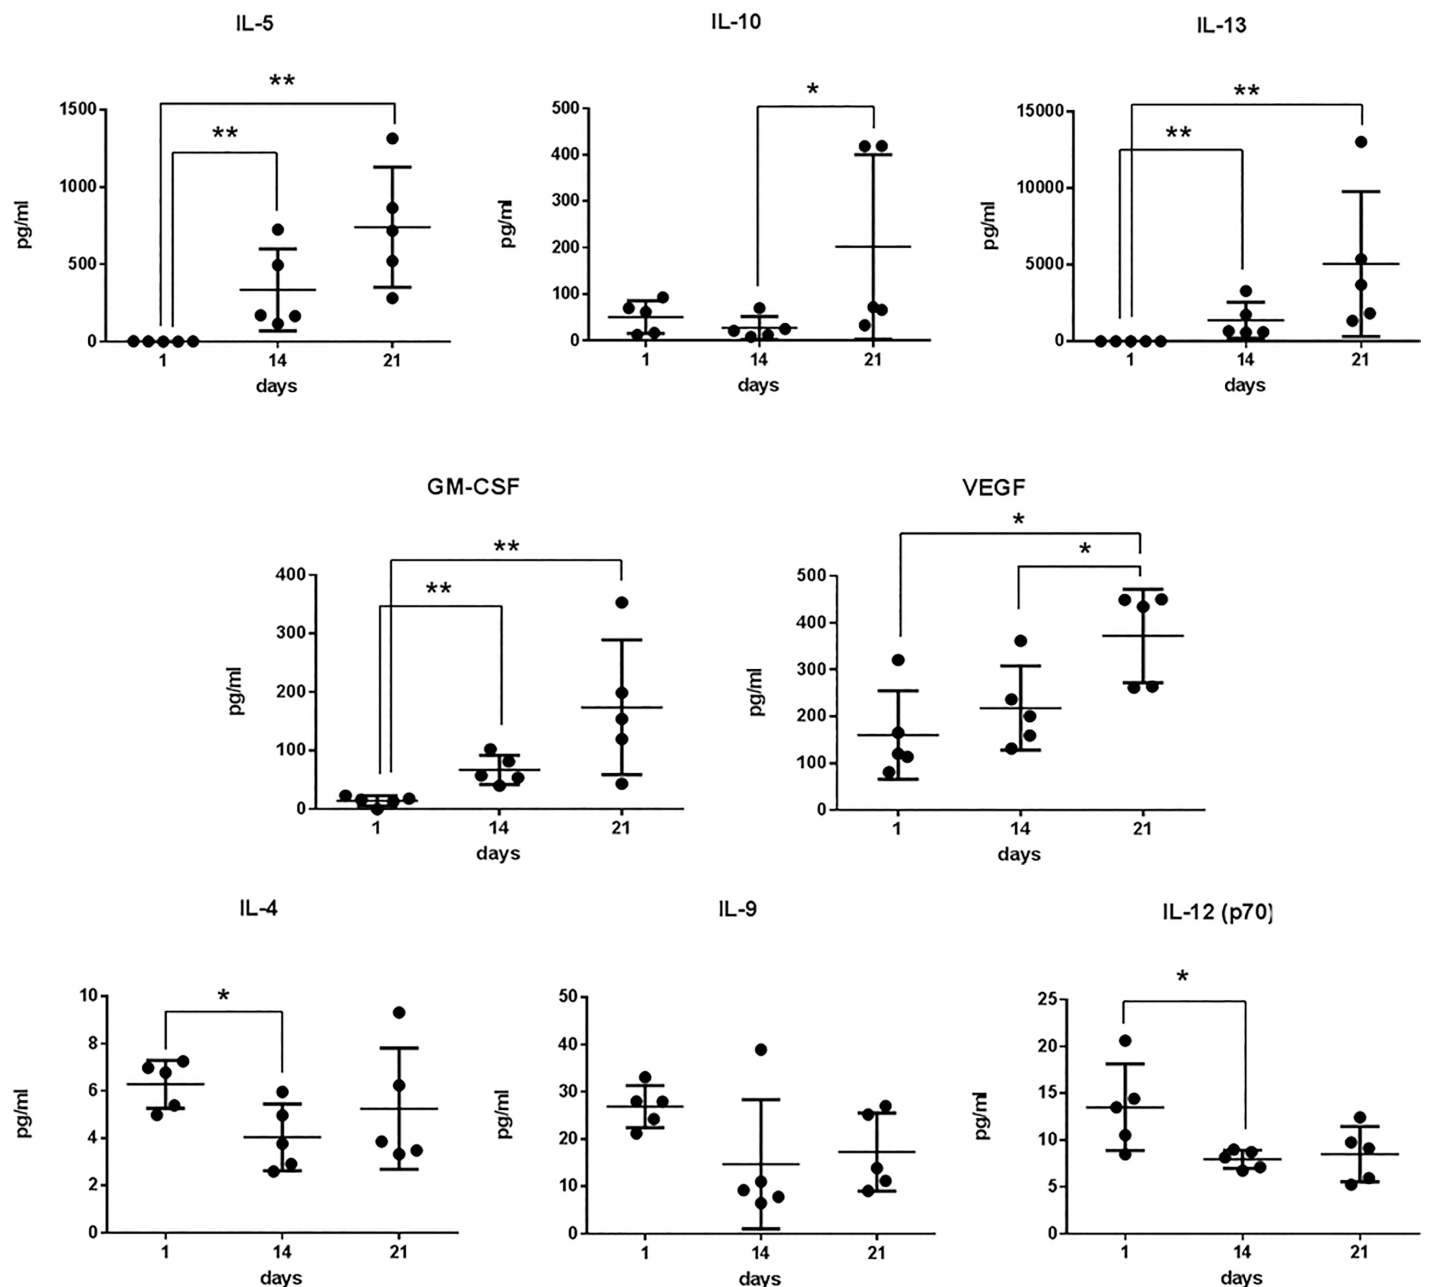 IL-5
**
**
1500
1000
500
0
pg/ml
1 14 21
days
IL-10
*
500
400
300
200
100
0
pg/ml
1 14 21
days
IL-13
**
**
15000
10000
5000
0
pg/ml
1 14 21
days
GM-CSF
**
**
400
300
200
100
0
pg/ml
1 14 21
days
VEGF
*
*
500
400
300
200
100
0
pg/ml
1 14 21
days
IL-4
*
10
8
6
4
2
0
pg/ml
1 14 21
days
IL-9
50
40
30
20
10
0
pg/ml
1 14 21
days
IL-12 (p70)
*
25
20
15
10
5
0
pg/ml
1 14 21
days